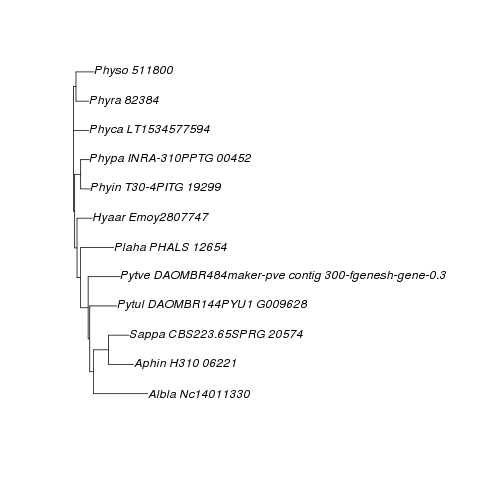 Physo 511800
Phyra 82384
Phyca LT1534577594
Phypa INRA-310PPTG 00452
Phyin T30-4PITG 19299
Hyaar Emoy2807747
Plaha PHALS 12654
Pytve DAOMBR484maker-pve contig 300-fgenesh-gene-0.3
Pytul DAOMBR144PYU1 G009628
Sappa CBS223.65SPRG 20574
Aphin H310 06221
Albla Nc14011330